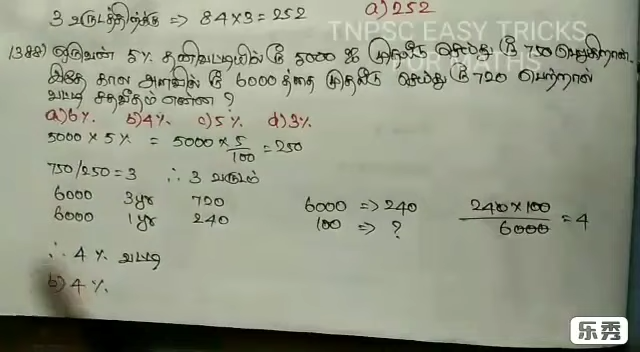 3 வருடத்திற்கு => 84×3=252 a) 252
TNPSC EASY TRICKS
FOR MATHS
1388) ஒருவன் 5% தனிவட்டியில் ரூ 5000 ஐ முதலீடு செய்து ரூ 750 பெறுகிறான்.
இதே கால அளவில் ரூ 6000 த்தை முதலீடு செய்து ரூ 720 பெற்றால்
வட்டி சதவீதம் என்ன ?
a) 6% b) 4% c) 5% d) 3%
5000 × 5% = 5000 × 5/100 = 250
750/250 = 3 ∴ 3 வருடம்
6000 3yr 720 6000 => 240 240×100/6000 = 4
6000 1yr 240 100 => ?
∴ 4% வட்டி
b) 4%
乐秀